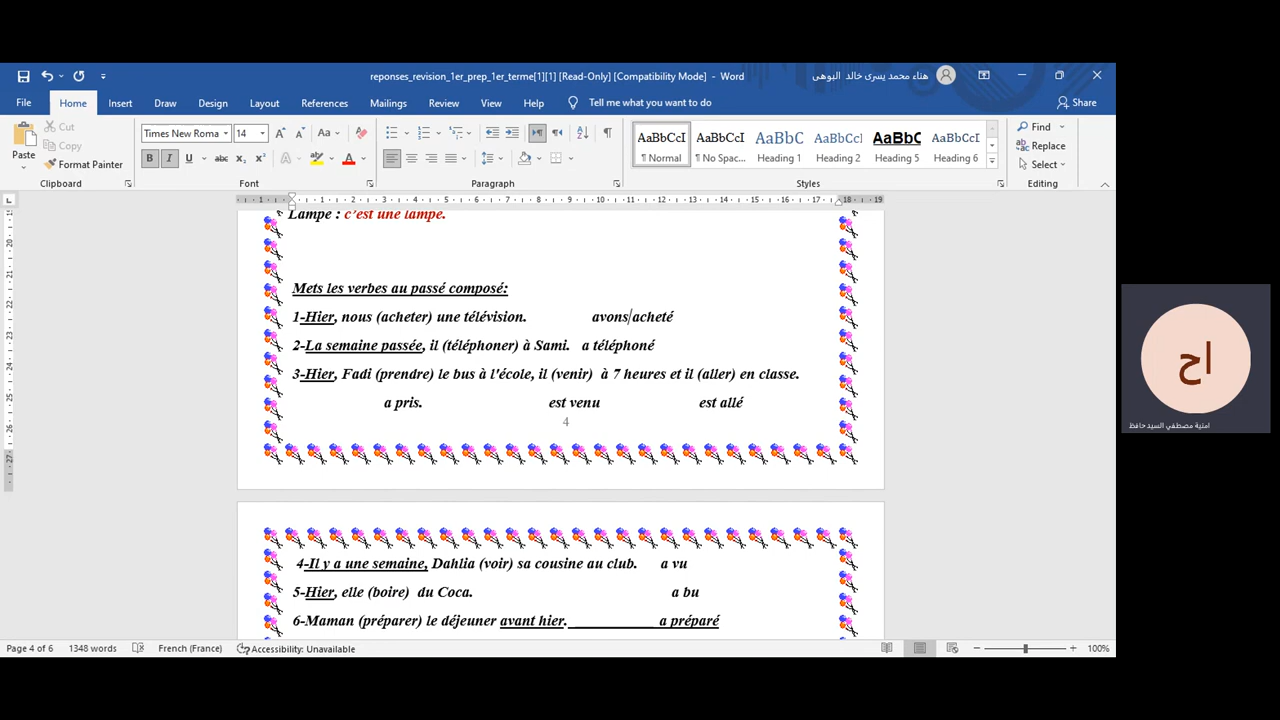 reponses_revision_1er_prep_1er_terme[1][1] [Read-Only] [Compatibility Mode] - Word
هناء محمد يسرى خالد البوهى
File Home Insert Draw Design Layout References Mailings Review View Help Tell me what you want to do Share
Paste Cut Copy Format Painter
Times New Roma 14
AaBbCcI AaBbCcI AaBbC AaBbCcI AaBbC AaBbCcI
¶ Normal ¶ No Spac... Heading 1 Heading 2 Heading 5 Heading 6
Find Replace Select
Clipboard Font Paragraph Styles Editing
Lampe : c'est une lampe.
Mets les verbes au passé composé:
1-Hier, nous (acheter) une télévision. avons acheté
2-La semaine passée, il (téléphoner) à Sami. a téléphoné
3-Hier, Fadi (prendre) le bus à l'école, il (venir) à 7 heures et il (aller) en classe.
a pris. est venu est allé
4
4-Il y a une semaine, Dahlia (voir) sa cousine au club. a vu
5-Hier, elle (boire) du Coca. a bu
6-Maman (préparer) le déjeuner avant hier. __________ a préparé
Page 4 of 6 1348 words French (France) Accessibility: Unavailable 100%
اح
امنية مصطفي السيد حافظ